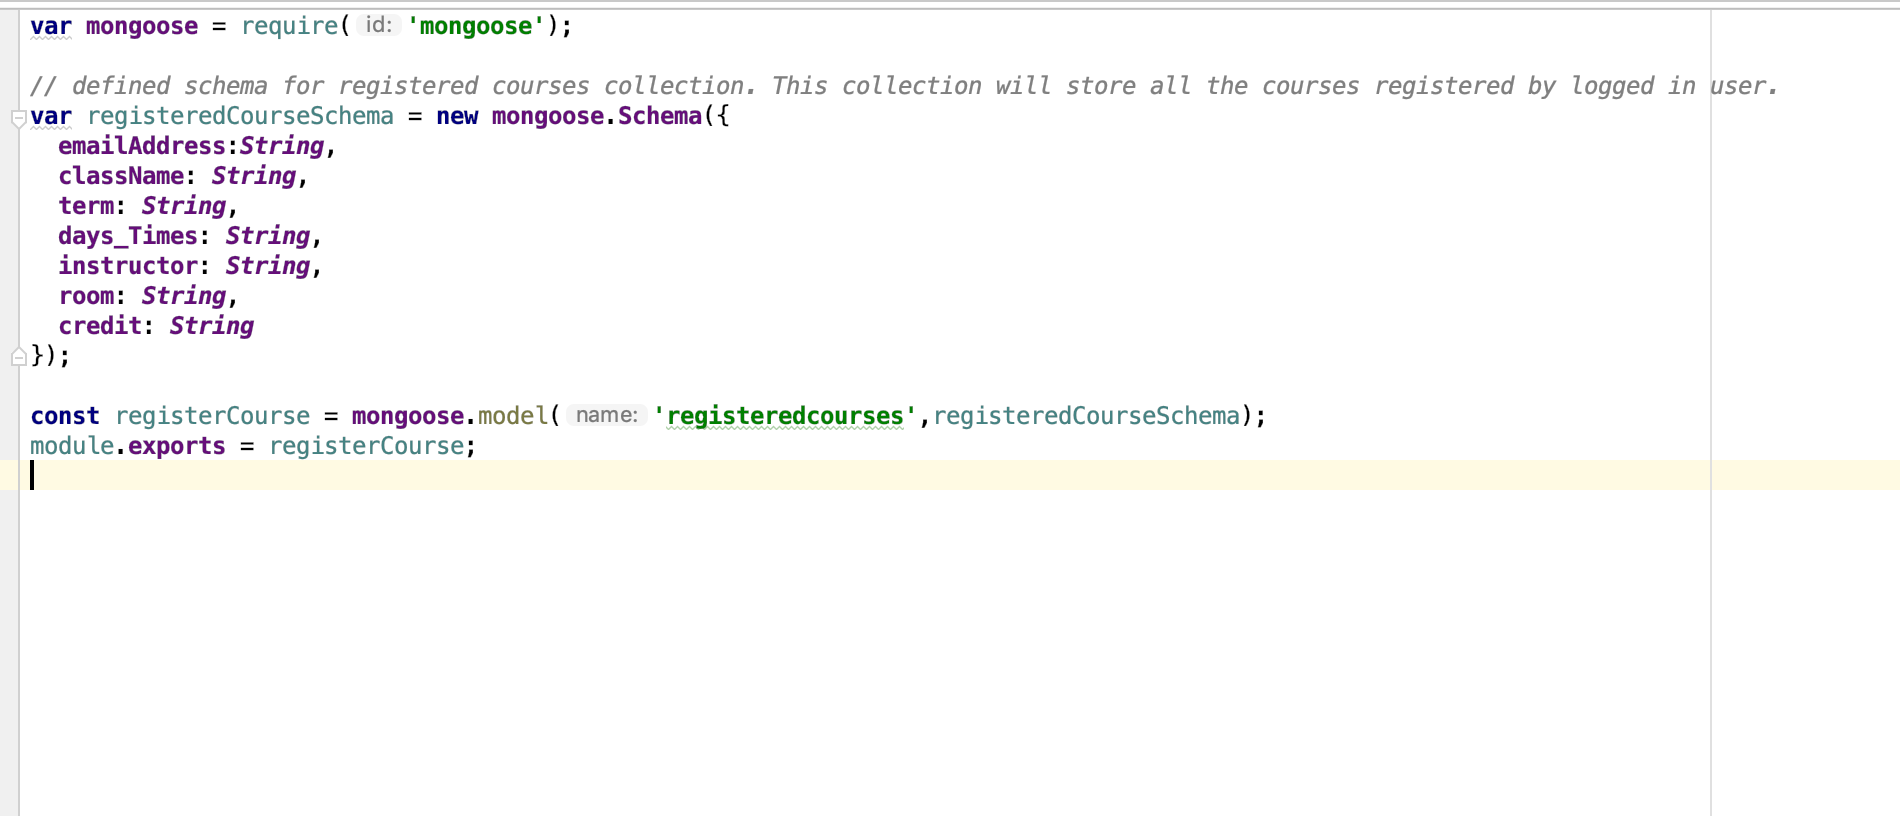 var mongoose = require( id: 'mongoose');
// defined schema for registered courses collection. This collection will store all the courses registered by logged in user.
var registeredCourseSchema = new mongoose.Schema({
emailAddress:String,
className: String,
term: String,
days_Times: String,
instructor: String,
room: String,
credit: String
});
const registerCourse = mongoose.model( name: 'registeredcourses',registeredCourseSchema);
module.exports = registerCourse;